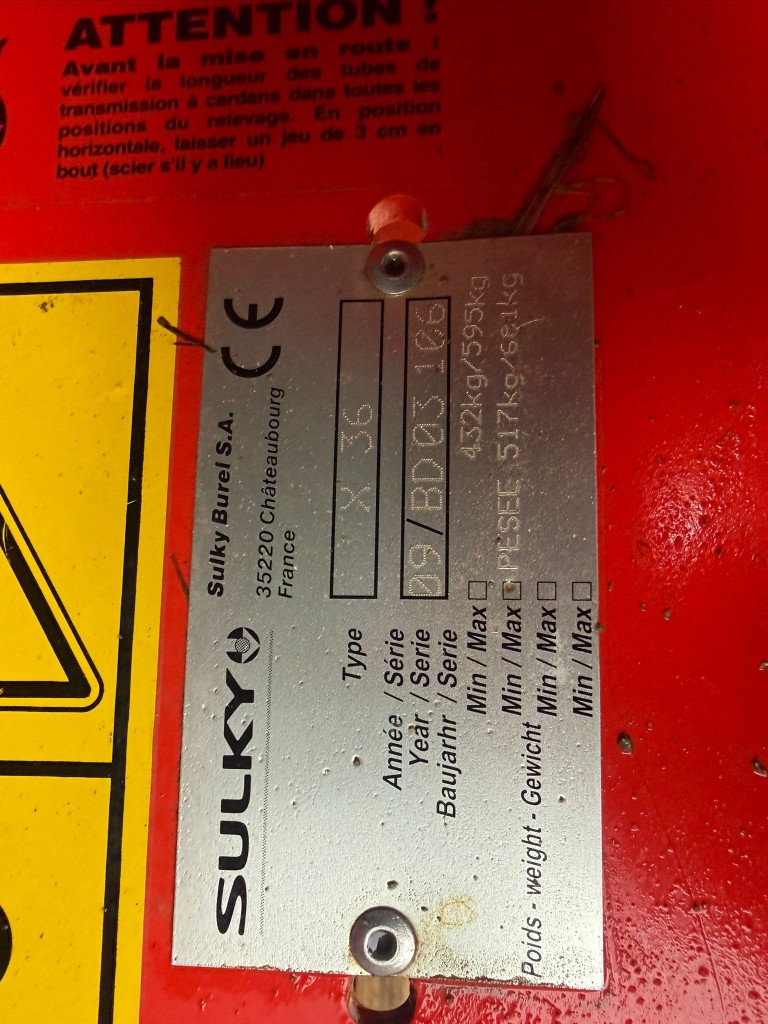 ATTENTION !
Avant la mise en route :
vérifier la longueur des tubes de
transmission à cardans dans toutes les
positions du relevage. En position
horizontale, laisser un jeu de 3 cm en
bout (scier s'il y a lieu)
SULKY Sulky Burel S.A. CE
35220 Châteaubourg
France
Type X 36
Année / Série
Year / Serie 09/BD03 106
Baujarhr / Serie
Min / Max 432kg/595kg
Min / Max PESEE 517kg/681kg
Poids - weight - Gewicht Min / Max
Min / Max